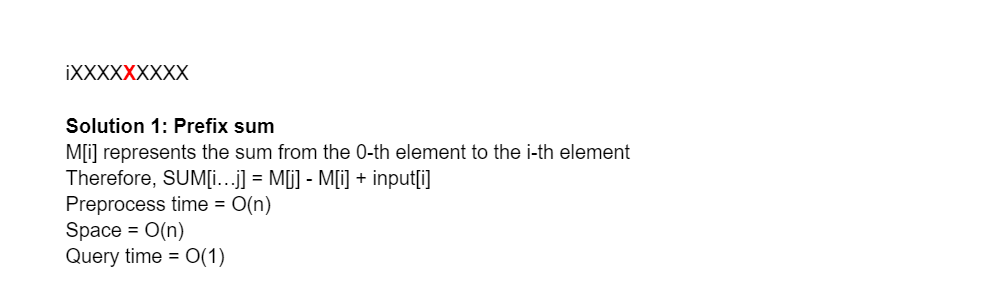 iXXXXXXXXX
Solution 1: Prefix sum
M[i] represents the sum from the 0-th element to the i-th element
Therefore, SUM[i…j] = M[j] - M[i] + input[i]
Preprocess time = O(n)
Space = O(n)
Query time = O(1)